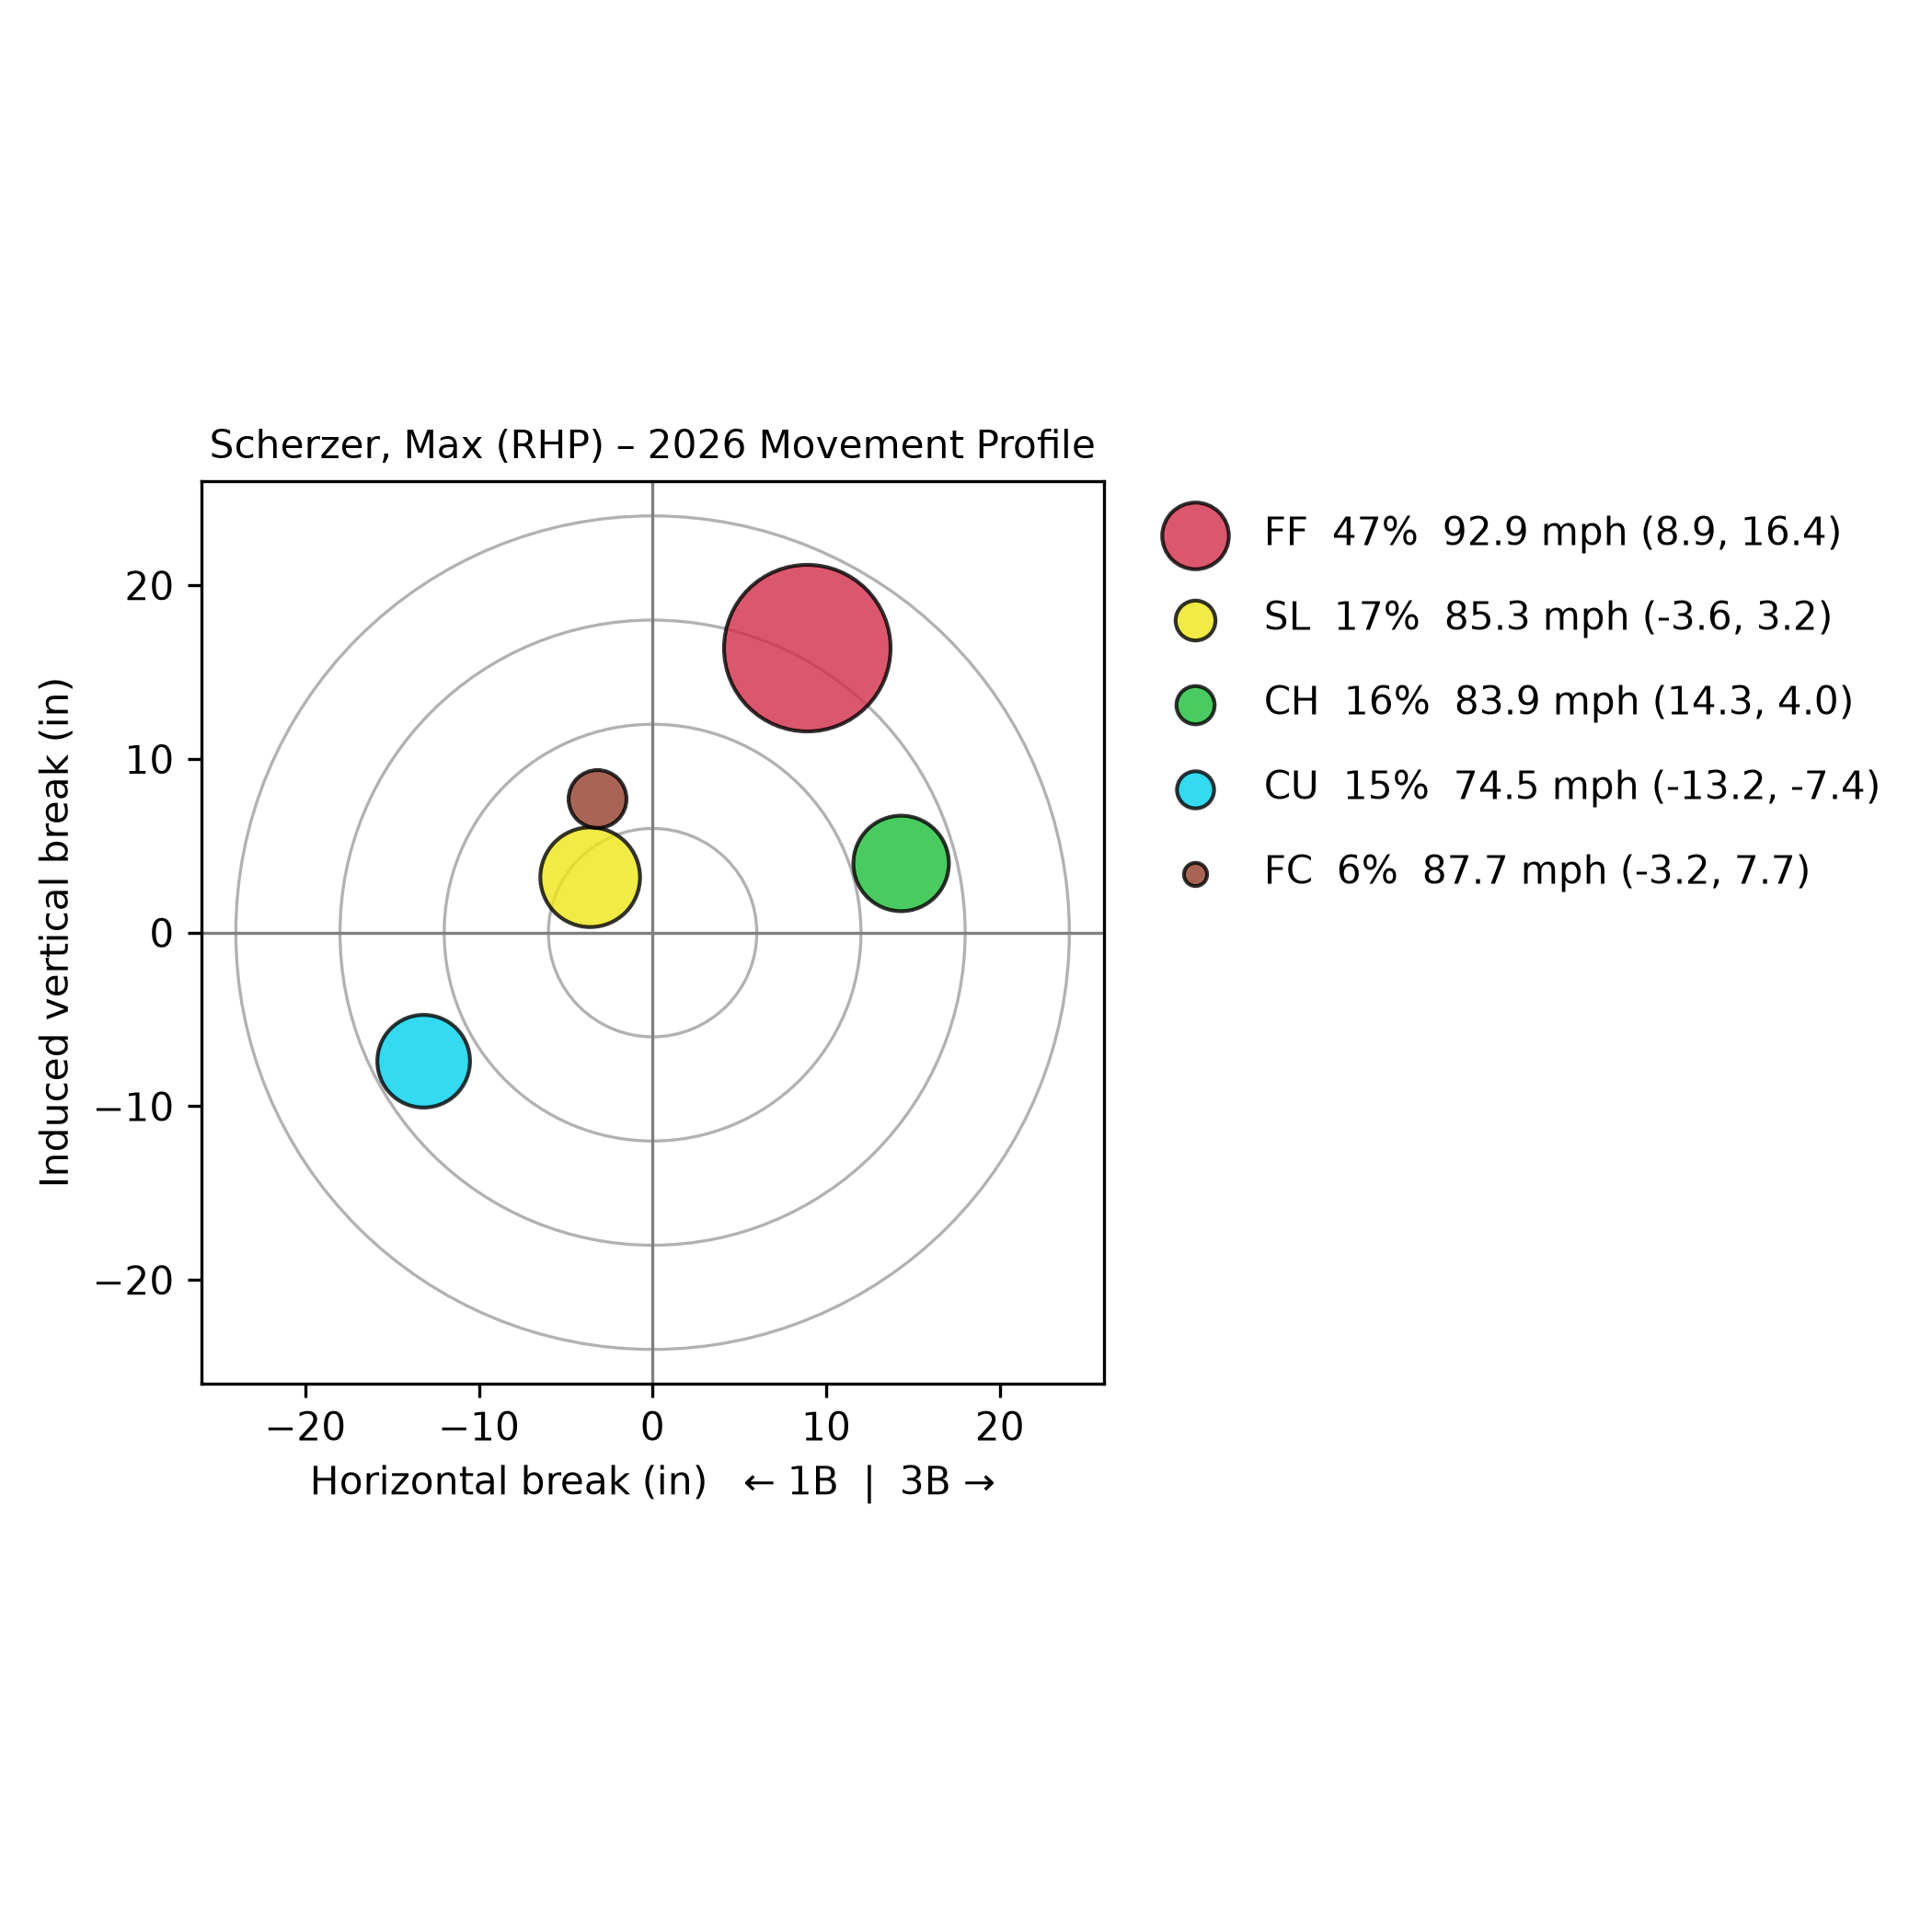 Scherzer, Max (RHP) – 2026 Movement Profile
FF 47% 92.9 mph (8.9, 16.4)
SL 17% 85.3 mph (-3.6, 3.2)
CH 16% 83.9 mph (14.3, 4.0)
CU 15% 74.5 mph (-13.2, -7.4)
FC 6% 87.7 mph (-3.2, 7.7)
Induced vertical break (in)
20
10
0
−10
−20
−20 −10 0 10 20
Horizontal break (in) ← 1B | 3B →